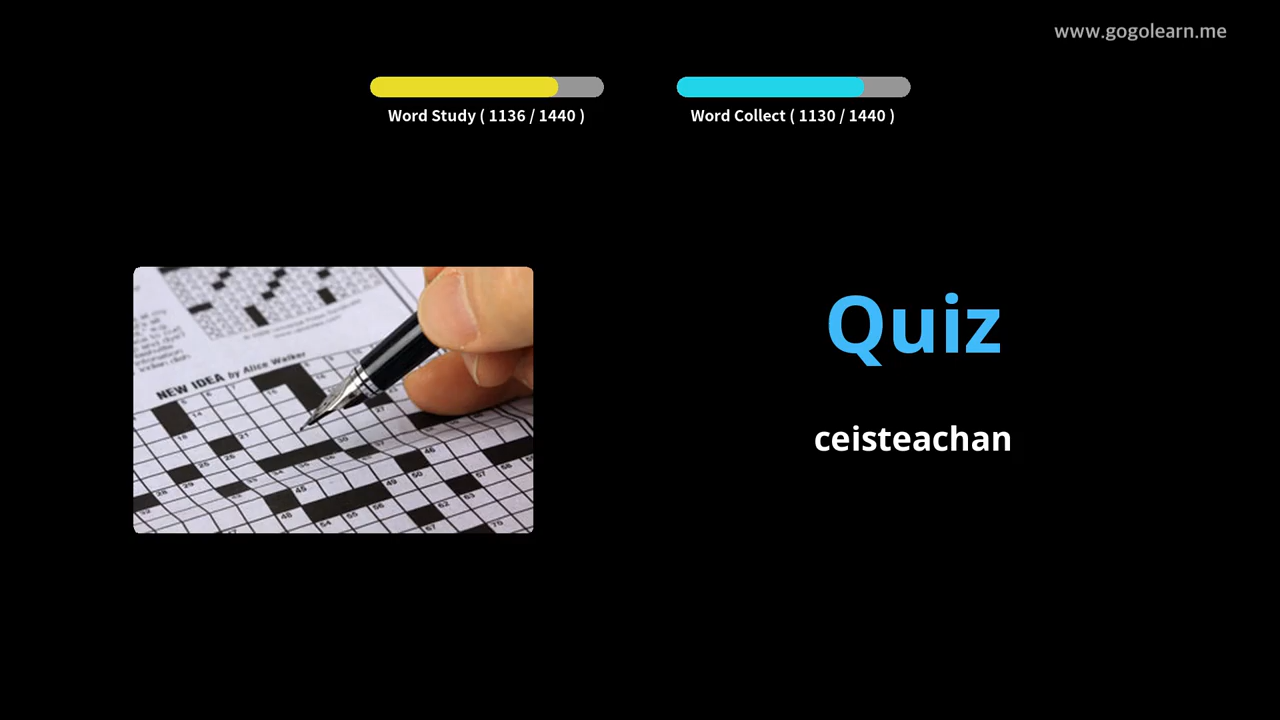 www.gogolearn.me
Word Study ( 1136 / 1440 )
Word Collect ( 1130 / 1440 )
NEW IDEA by Alice Walker
Quiz
ceisteachan